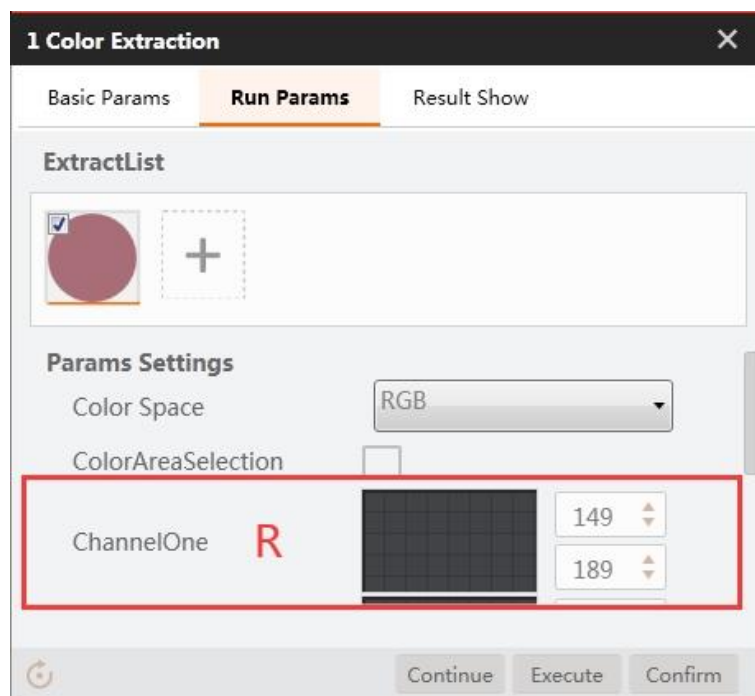 1 Color Extraction
Basic Params Run Params Result Show
ExtractList
Params Settings
Color Space RGB
ColorAreaSelection
ChannelOne R 149
189
Continue Execute Confirm